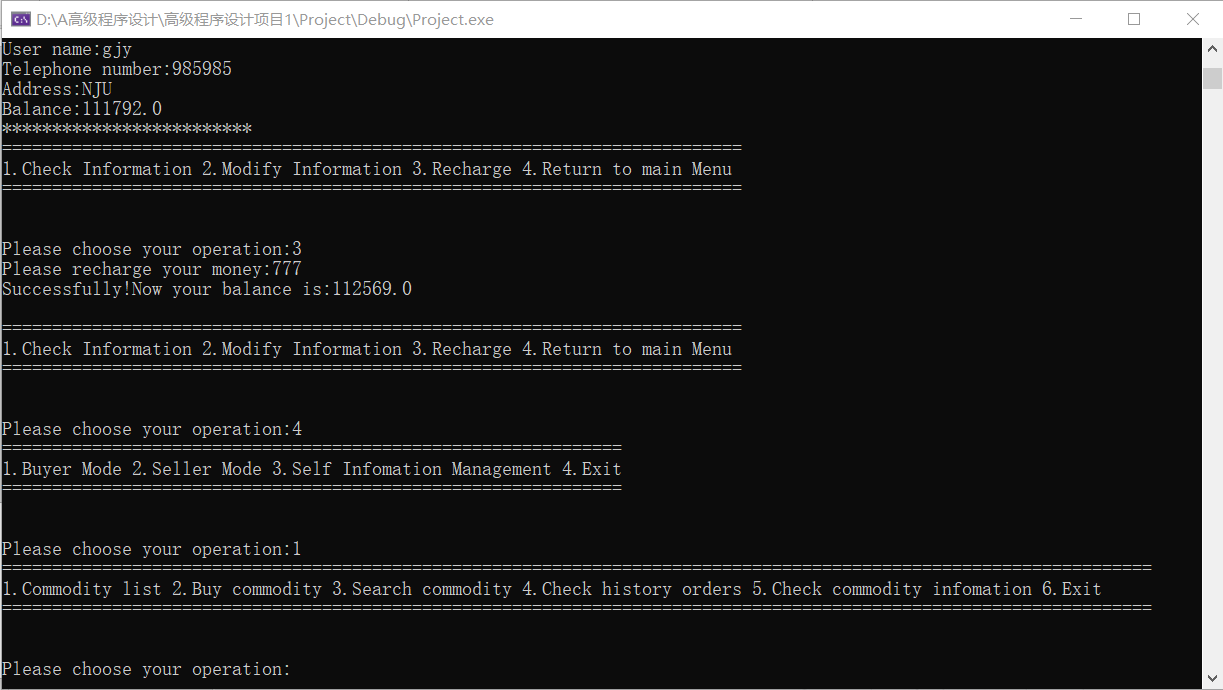 D:\A高级程序设计\高级程序设计项目1\Project\Debug\Project.exe
User name:gjy
Telephone number:985985
Address:NJU
Balance:111792.0
*************************
==========================================================================
1.Check Information 2.Modify Information 3.Recharge 4.Return to main Menu
==========================================================================
Please choose your operation:3
Please recharge your money:777
Successfully!Now your balance is:112569.0
==========================================================================
1.Check Information 2.Modify Information 3.Recharge 4.Return to main Menu
==========================================================================
Please choose your operation:4
==============================================================
1.Buyer Mode 2.Seller Mode 3.Self Infomation Management 4.Exit
==============================================================
Please choose your operation:1
===================================================================================================================
1.Commodity list 2.Buy commodity 3.Search commodity 4.Check history orders 5.Check commodity infomation 6.Exit
===================================================================================================================
Please choose your operation: